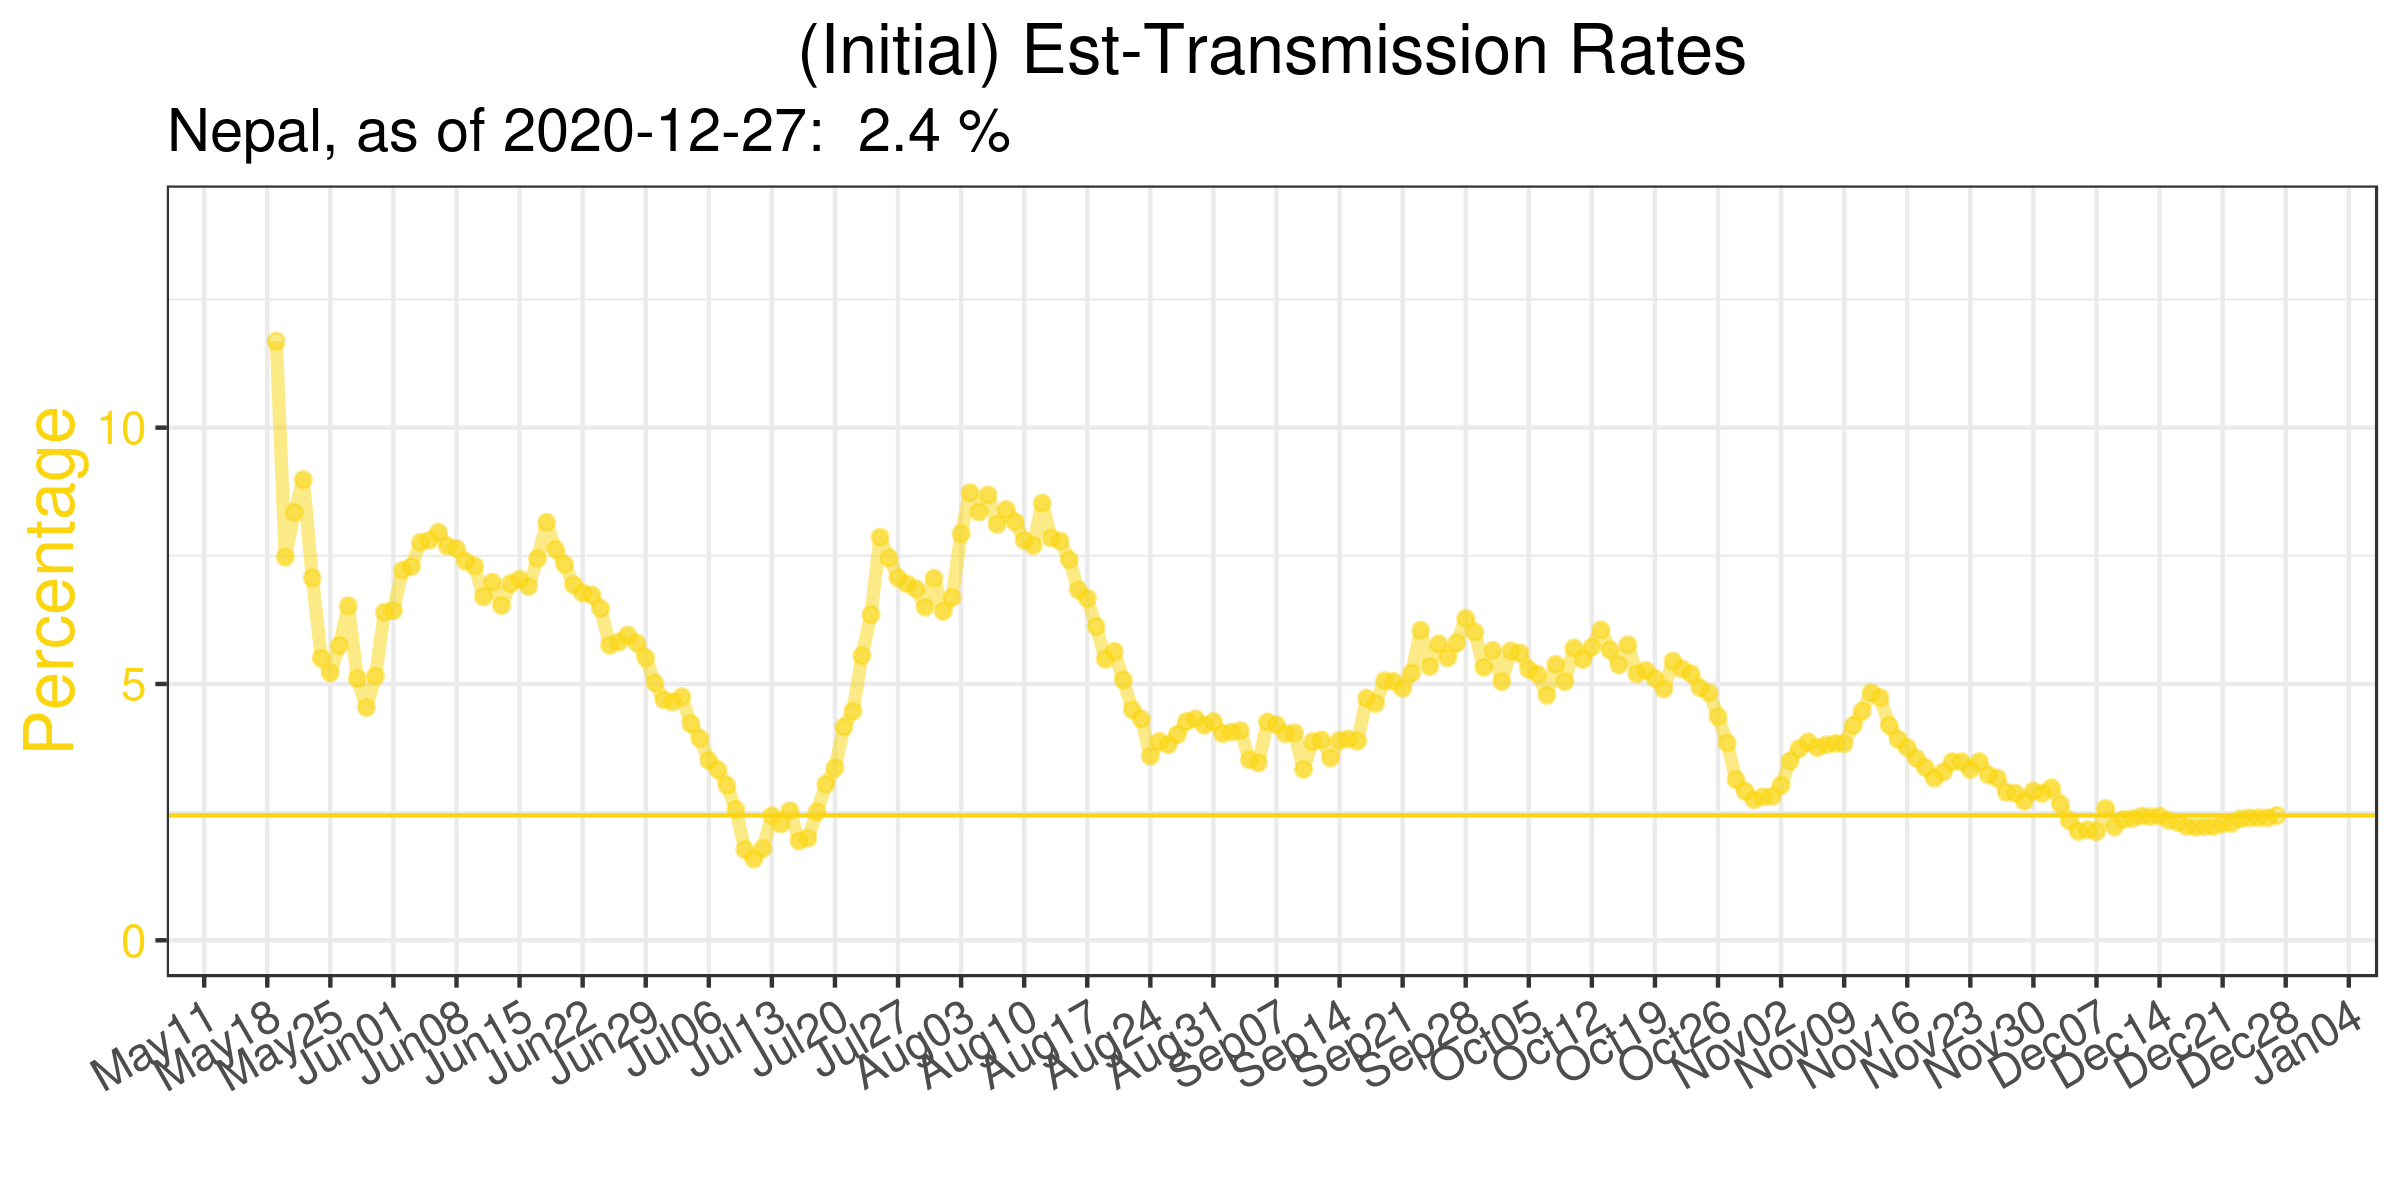 (Initial) Est-Transmission Rates
Nepal, as of 2020-12-27:  2.4 %
Percentage
10
5
0
May11
May18
May25
Jun01
Jun08
Jun15
Jun22
Jun29
Jul06
Jul13
Jul20
Jul27
Aug03
Aug10
Aug17
Aug24
Aug31
Sep07
Sep14
Sep21
Sep28
Oct05
Oct12
Oct19
Oct26
Nov02
Nov09
Nov16
Nov23
Nov30
Dec07
Dec14
Dec21
Dec28
Jan04